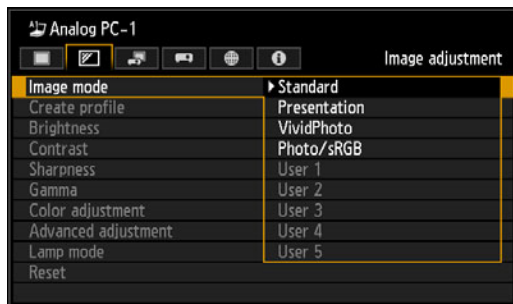 Analog PC-1
Image adjustment
Image mode
Standard
Create profile
Presentation
Brightness
VividPhoto
Contrast
Photo/sRGB
Sharpness
User 1
Gamma
User 2
Color adjustment
User 3
Advanced adjustment
User 4
Lamp mode
User 5
Reset